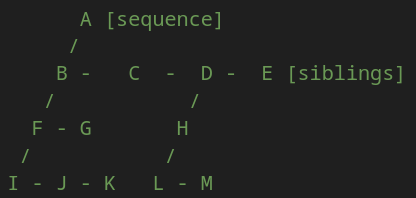 A [sequence]
     /
    B -   C  -  D -  E [siblings]
   /           /
  F - G       H
 /           /
I - J - K   L - M